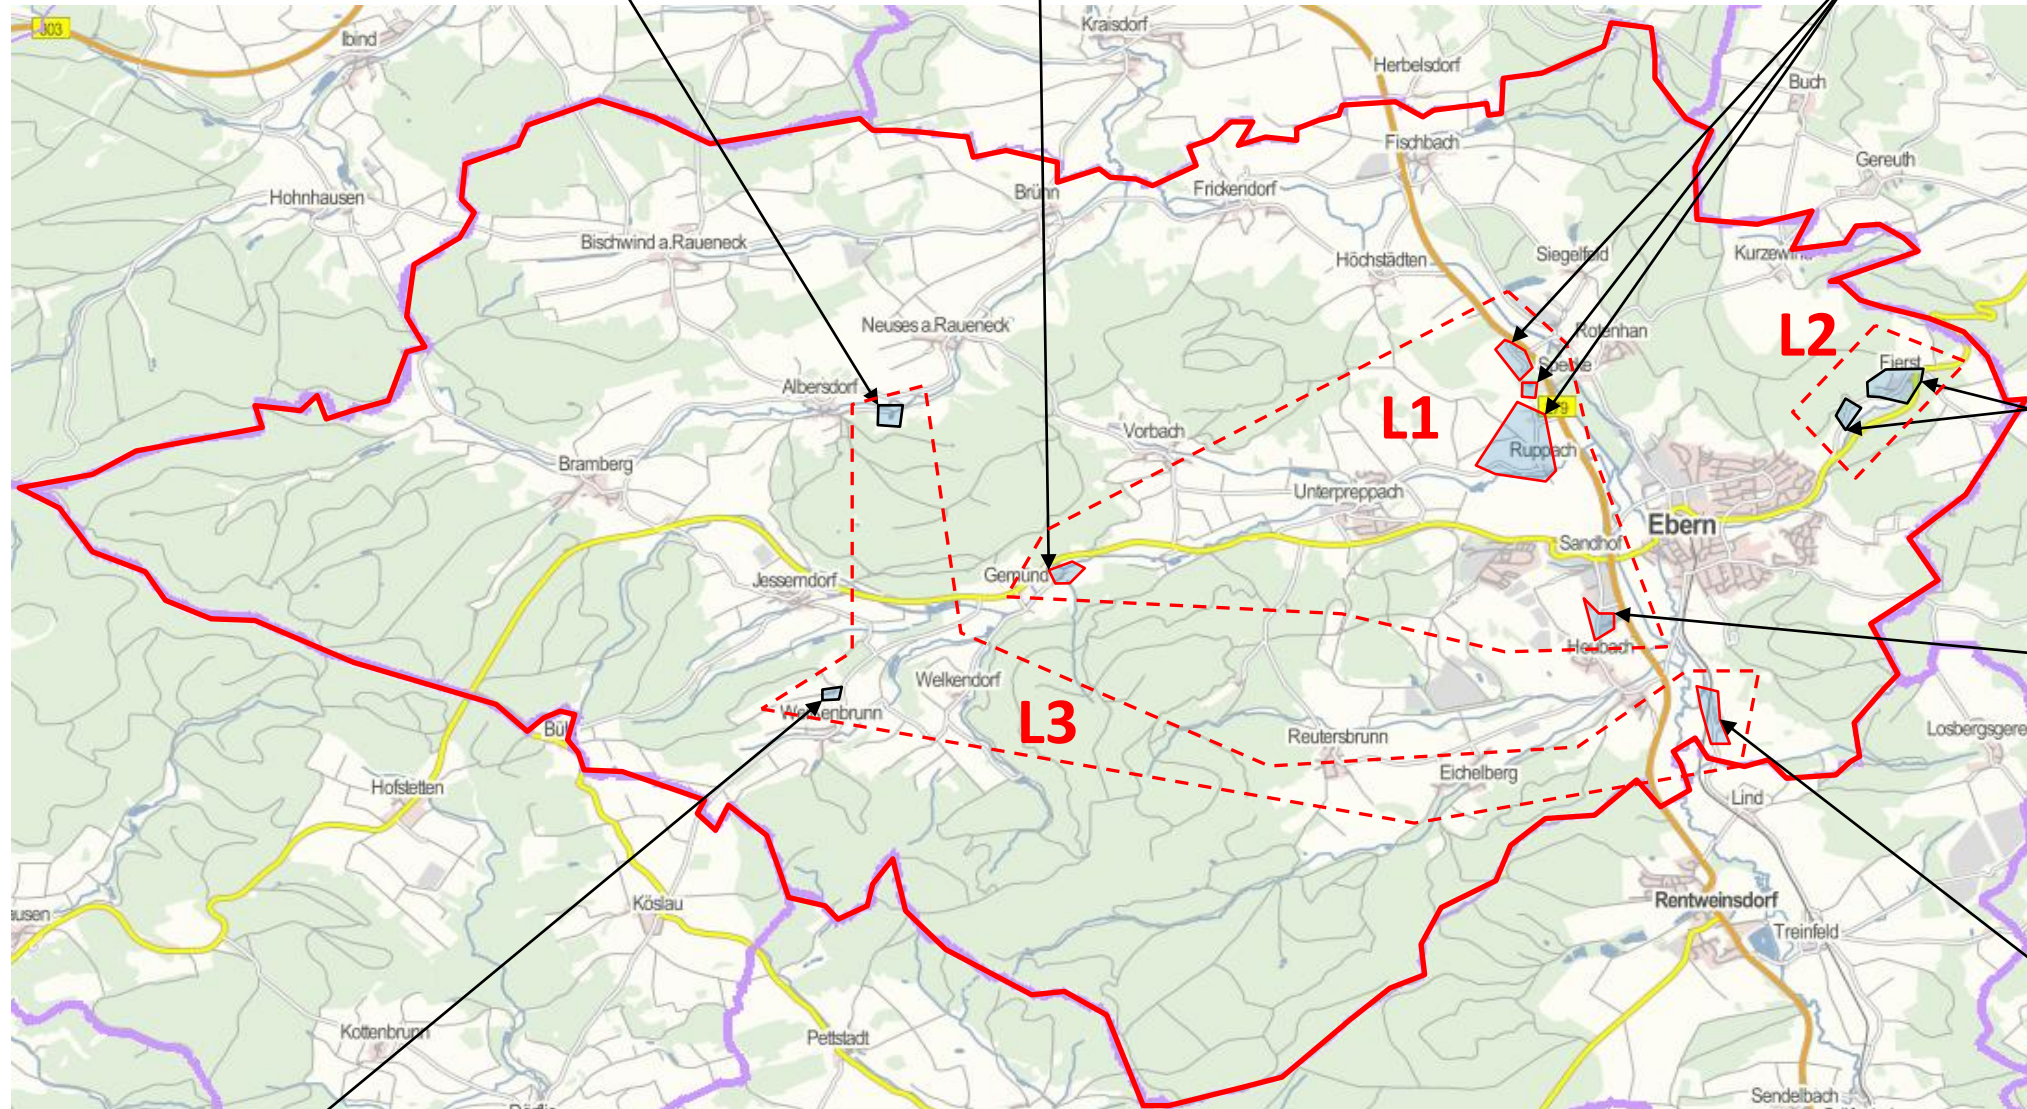 Kraisdorf
303
Ibind
Herbelsdorf
Buch
Fischbach
Gereuth
Hohnhausen
Brünn
Frickendorf
Bischwind a.Raueneck
Höchstädten
Siegelfeld
Neuses a.Raueneck
Rotenhan
L2
Fierst
Albersdorf
L1
Vorbach
Ruppach
Bramberg
Unterpreppach
Ebern
Sandhof
Jesserndorf
Gemünd
Heubach
Welkendorf
L3
Reutersbrunn
Losbergsgere
Eichelberg
Hofstetten
Lind
Rentweinsdorf
Köslau
ausen
Treinfeld
Kottenbrunn
Pettstadt
Sendelbach